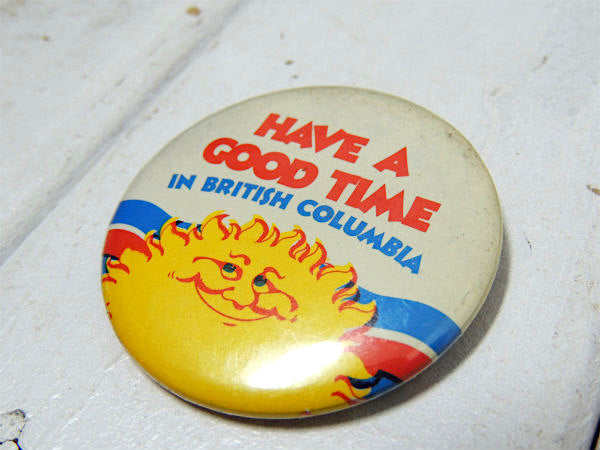 HAVE A
GOOD TIME
IN BRITISH COLUMBIA